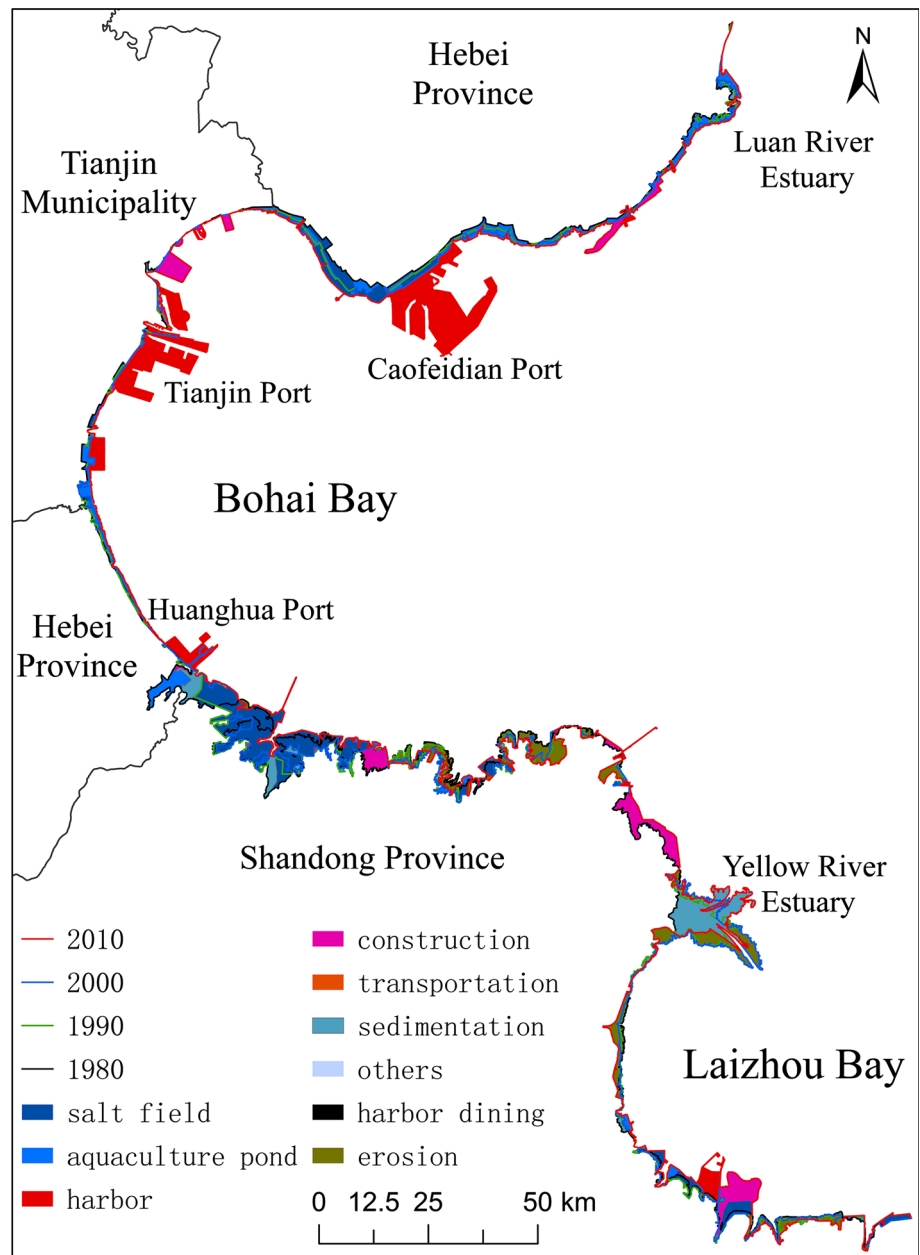 Hebei
Province
N
Luan River
Estuary
Tianjin
Municipality
Caofeidian Port
Tianjin Port
Bohai Bay
Huanghua Port
Hebei
Province
Shandong Province
Yellow River
Estuary
Laizhou Bay
2010
2000
1990
1980
salt field
aquaculture pond
harbor
construction
transportation
sedimentation
others
harbor dining
erosion
0 12.5 25 50 km